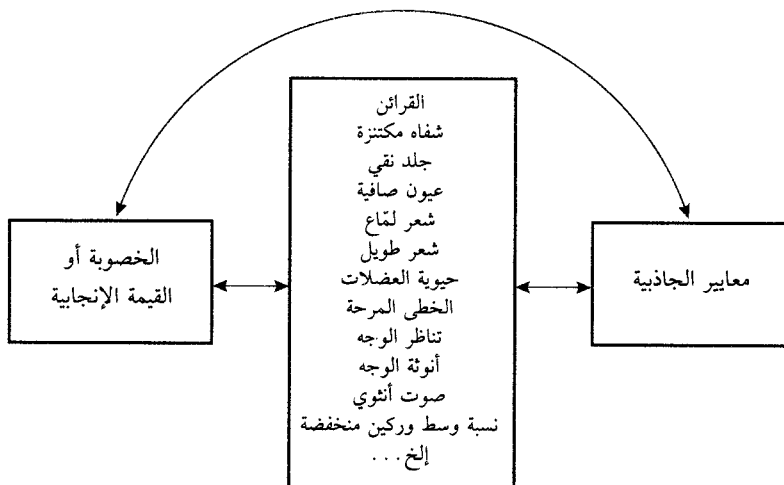 القرائن
شفاه مكتنزة
جلد نقي
عيون صافية
شعر لمّاع
شعر طويل
حيوية العضلات
الخطى المرحة
تناظر الوجه
أنوثة الوجه
صوت أنثوي
نسبة وسط وركين منخفضة
إلخ...
معايير الجاذبية
الخصوبة أو
القيمة الإنجابية